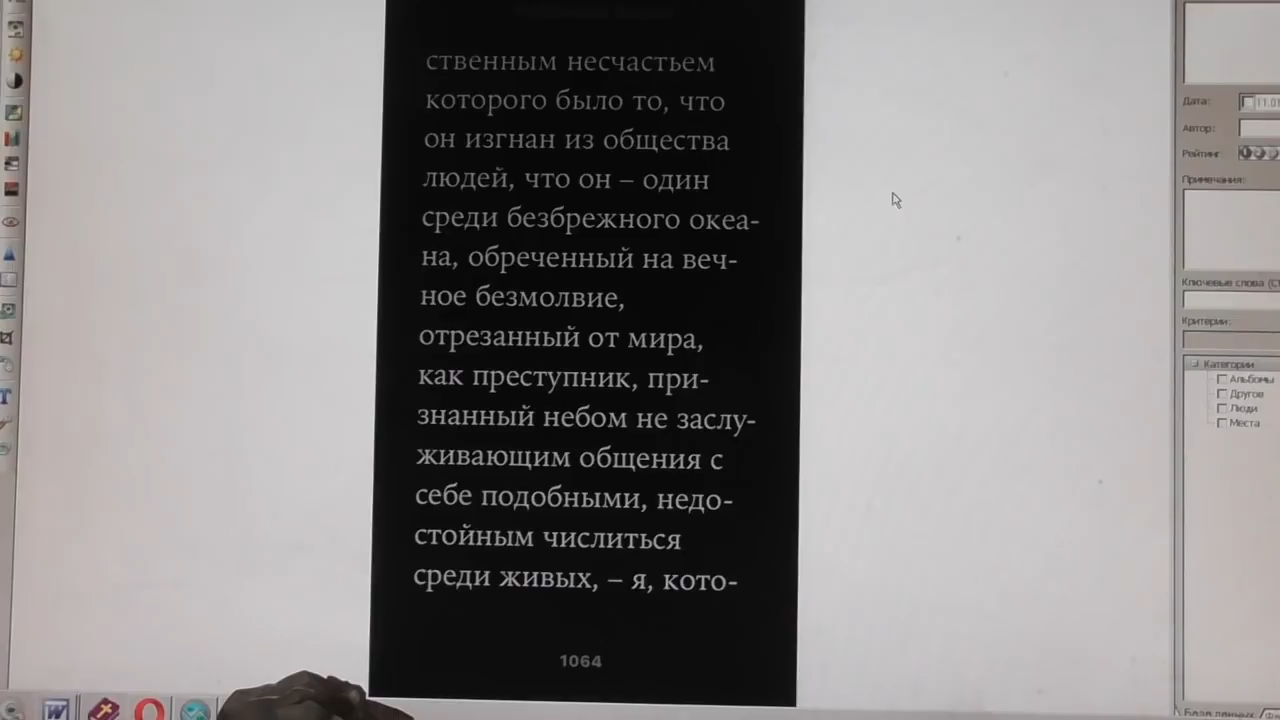 ственным несчастьем
которого было то, что
он изгнан из общества
людей, что он – один
среди безбрежного океа-
на, обреченный на веч-
ное безмолвие,
отрезанный от мира,
как преступник, при-
знанный небом не заслу-
живающим общения с
себе подобными, недо-
стойным числиться
среди живых, – я, кото-
1064
Дата:
Автор:
Рейтинг:
Примечания:
Ключевые слова
Критерии:
Категории
Альбомы
Другое
Люди
Места